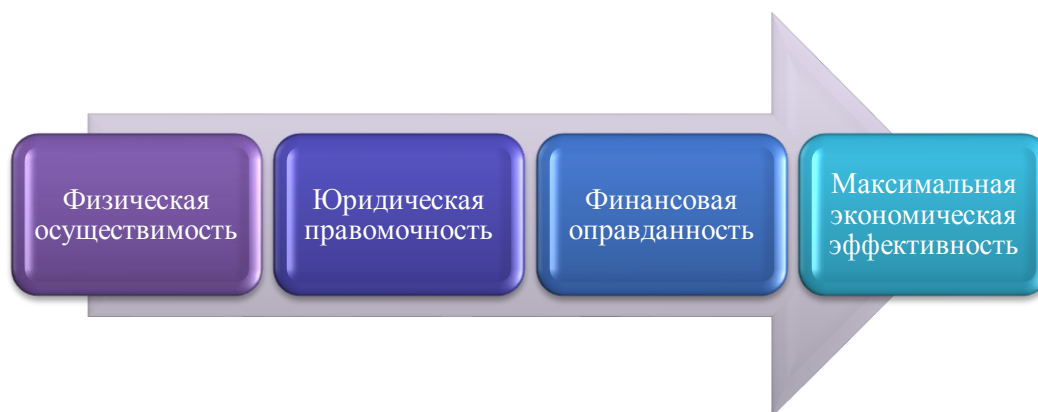 Физическая
осуществимость
Юридическая
правомочность
Финансовая
оправданность
Максимальная
экономическая
эффективность